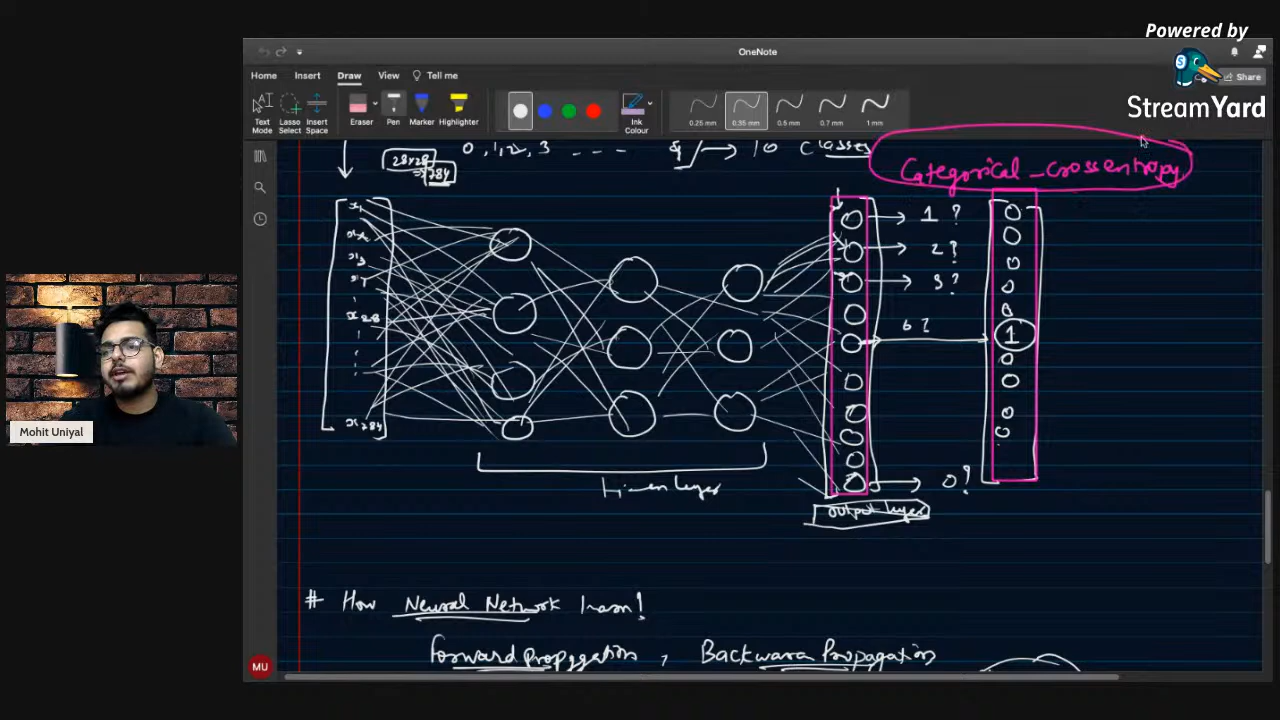 Powered by
StreamYard
OneNote
Home Insert Draw View Tell me
Share
Text Mode
Lasso Select
Insert Space
Eraser
Pen
Marker
Highlighter
Ink Colour
0.25 mm
0.35 mm
0.5 mm
0.7 mm
1 mm
28x28
=>784
0, 1, 2, 3 - - - 9 → 10 Classes
Categorical_crossentropy
x1
x2
x3
x28
x784
1 ?
2 ?
3 ?
6 ?
1
0 ?
output layer
# How Neural Network learn!
Forward propagation, Backward Propagation
Mohit Uniyal
MU